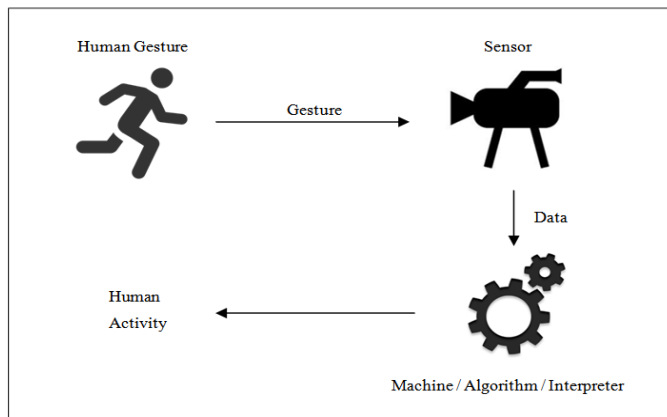 Human Gesture
Sensor
Gesture
Data
Human
Activity
Machine / Algorithm / Interpreter